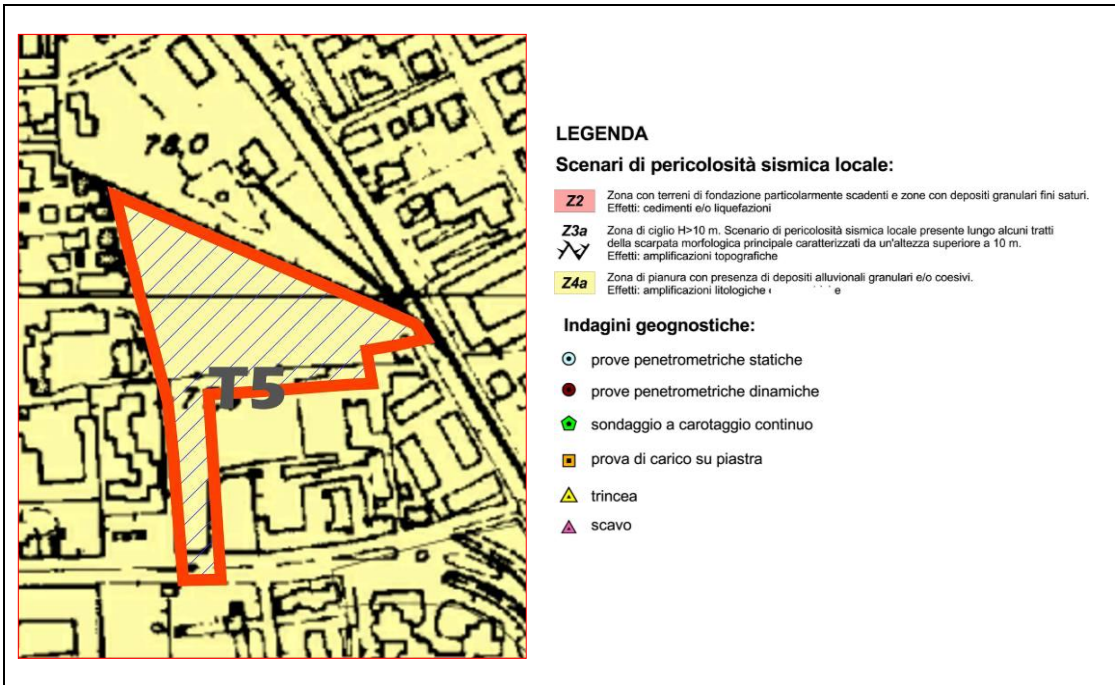 78.0
T5
LEGENDA
Scenari di pericolosità sismica locale:
Z2
Zona con terreni di fondazione particolarmente scadenti e zone con depositi granulari fini saturi.
Effetti: cedimenti e/o liquefazioni
Z3a
Zona di ciglio H>10 m. Scenario di pericolosità sismica locale presente lungo alcuni tratti
della scarpata morfologica principale caratterizzati da un'altezza superiore a 10 m.
Effetti: amplificazioni topografiche
Z4a
Zona di pianura con presenza di depositi alluvionali granulari e/o coesivi.
Effetti: amplificazioni litologiche
Indagini geognostiche:
prove penetrometriche statiche
prove penetrometriche dinamiche
sondaggio a carotaggio continuo
prova di carico su piastra
trincea
scavo